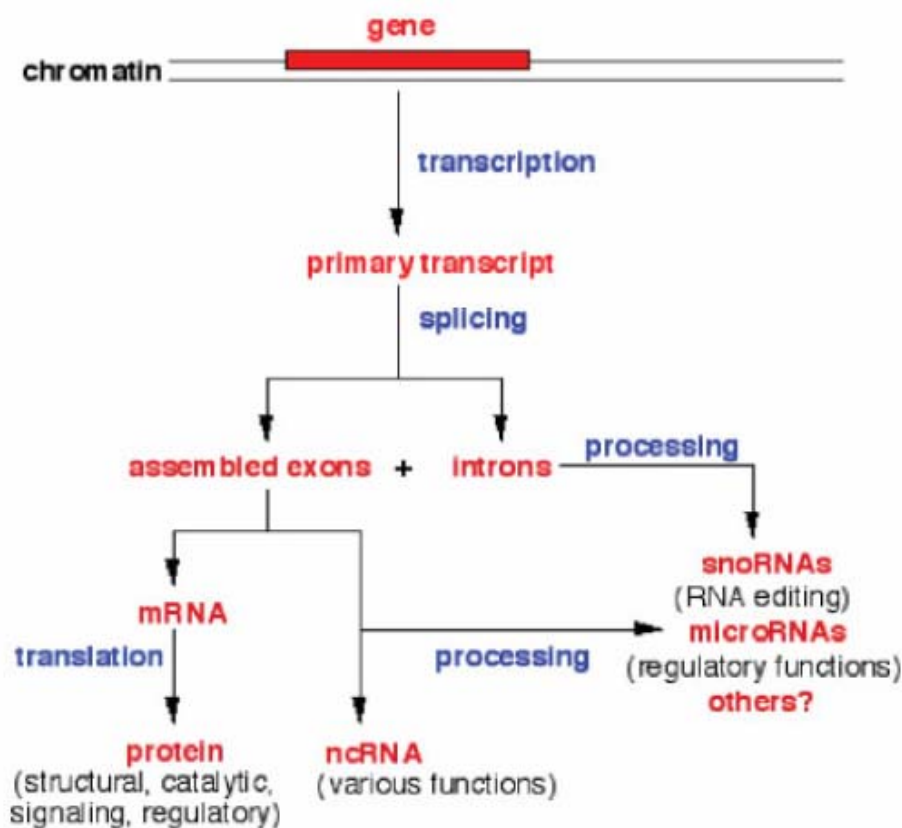 gene
chromatin
transcription
primary transcript
splicing
assembled exons + introns
processing
snoRNAs
(RNA editing)
microRNAs
(regulatory functions)
others?
mRNA
translation
processing
protein
(structural, catalytic,
signaling, regulatory)
ncRNA
(various functions)